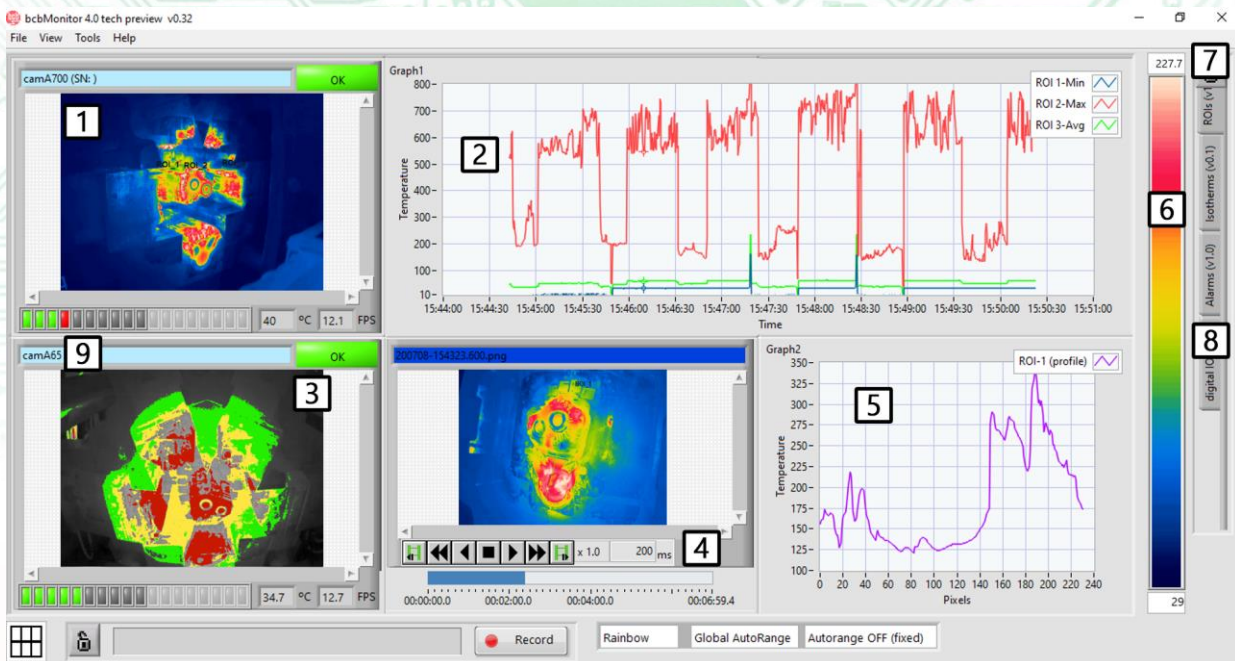 bcbMonitor 4.0 tech preview v0.32
File View Tools Help
camA700 (SN: )
OK
1
ROI_1 ROI_2
40 ºC 12.1 FPS
Graph1
ROI 1-Min
ROI 2-Max
ROI 3-Avg
2
Temperature
800
700
600
500
400
300
200
100
10
15:44:00 15:44:30 15:45:00 15:45:30 15:46:00 15:46:30 15:47:00 15:47:30 15:48:00 15:48:30 15:49:00 15:49:30 15:50:00 15:50:30 15:51:00
Time
camA65
9
OK
3
34.7 ºC 12.7 FPS
200708-154323.600.png
x 1.0 200 ms
4
00:00:00.0 00:02:00.0 00:04:00.0 00:06:59.4
Graph2
ROI-1 (profile)
5
Temperature
350
325
300
275
250
225
200
175
150
125
100
0 20 40 60 80 100 120 140 160 180 200 220 240
Pixels
227.7
6
29
7
ROIs (v1
Isotherms (v0.1)
Alarms (v1.0)
8
digital IO
Record
Rainbow
Global AutoRange
Autorange OFF (fixed)